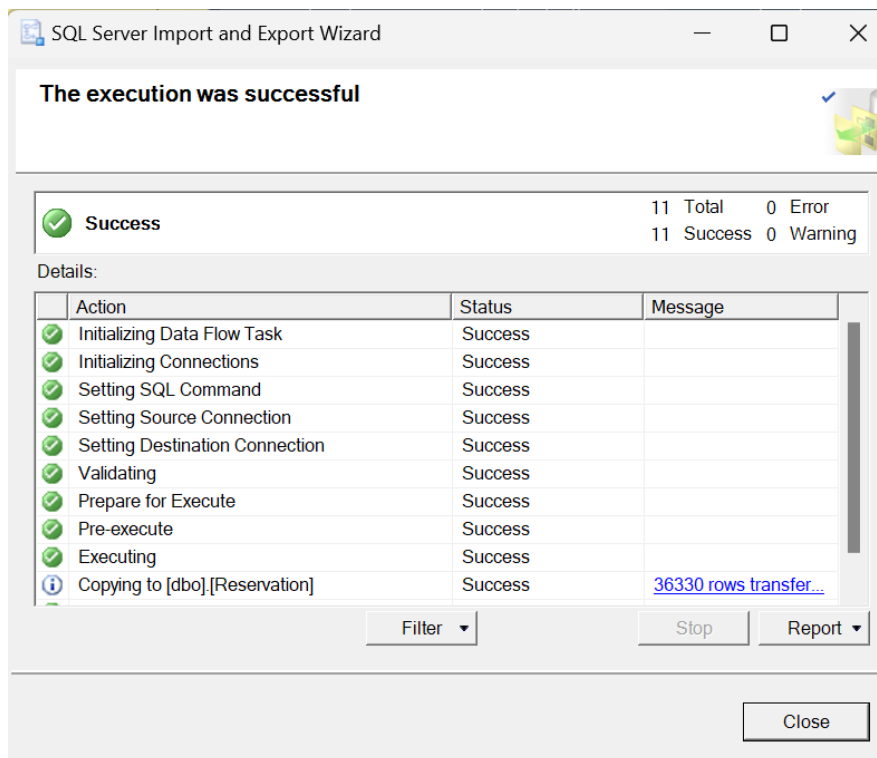 SQL Server Import and Export Wizard
The execution was successful
Success
11 Total 0 Error
11 Success 0 Warning
Details:
Action Status Message
Initializing Data Flow Task Success
Initializing Connections Success
Setting SQL Command Success
Setting Source Connection Success
Setting Destination Connection Success
Validating Success
Prepare for Execute Success
Pre-execute Success
Executing Success
Copying to [dbo].[Reservation] Success 36330 rows transfer...
Filter Stop Report
Close